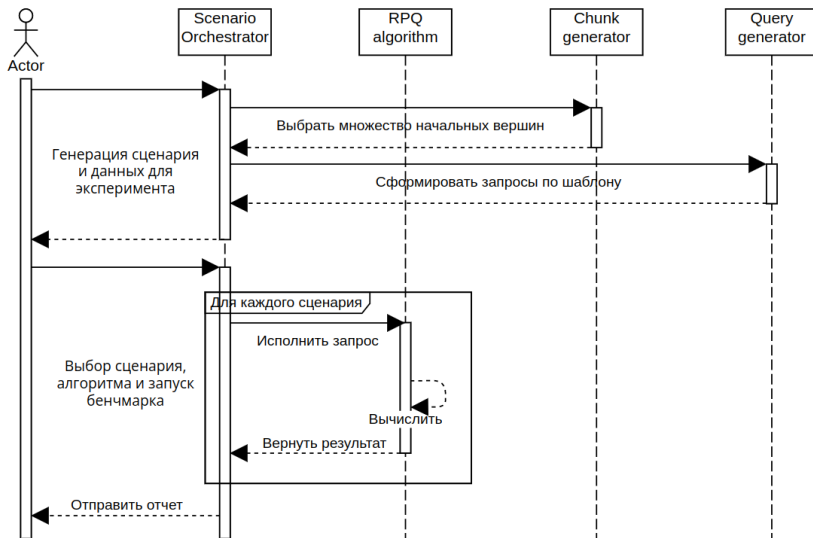 Scenario
Orchestrator
RPQ
algorithm
Chunk
generator
Query
generator
Actor
Выбрать множество начальных вершин
Генерация сценария
и данных для
эксперимента
Сформировать запросы по шаблону
Для каждого сценария
Исполнить запрос
Выбор сценария,
алгоритма и запуск
бенчмарка
Вычислить
Вернуть результат
Отправить отчет